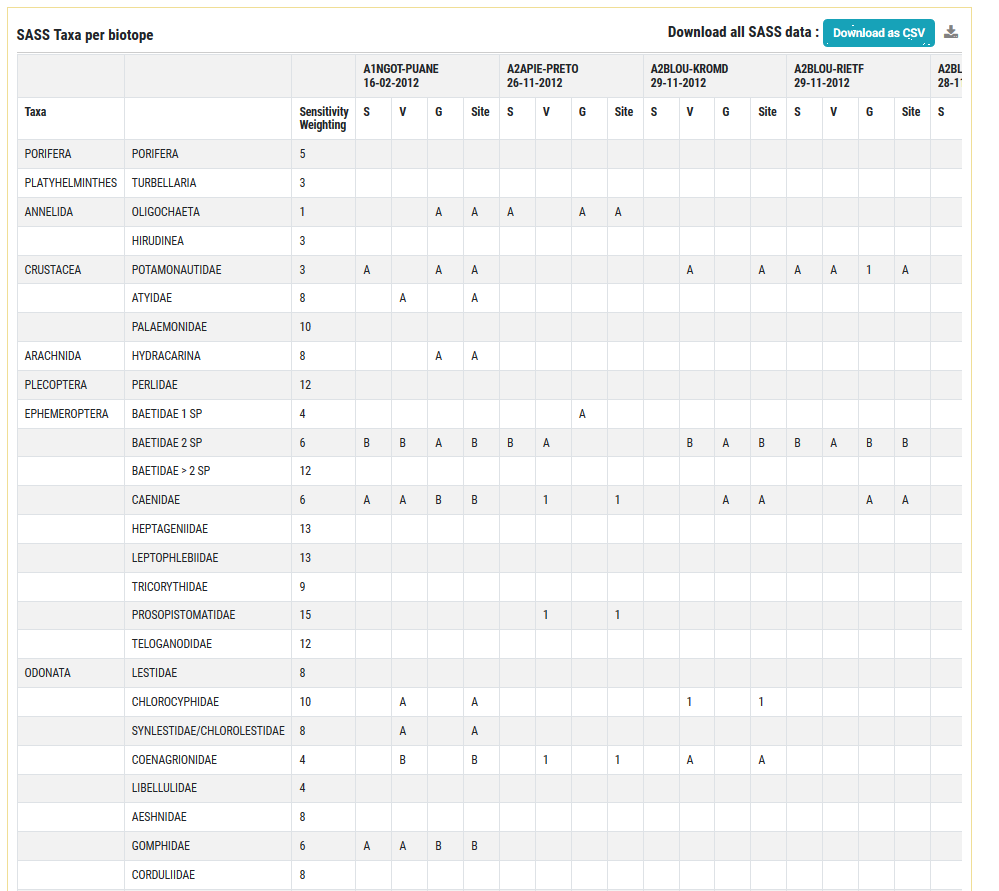 SASS Taxa per biotope
Download all SASS data : Download as CSV
A1NGOT-PUANE A2APIE-PRETO A2BLOU-KROMD A2BLOU-RIETF A2BL
16-02-2012 26-11-2012 29-11-2012 29-11-2012 28-1
Taxa Sensitivity Weighting S V G Site S V G Site S V G Site S V G Site S
PORIFERA PORIFERA 5
PLATYHELMINTHES TURBELLARIA 3
ANNELIDA OLIGOCHAETA 1 A A A A A
HIRUDINEA 3
CRUSTACEA POTAMONAUTIDAE 3 A A A A A A A 1 A
ATYIDAE 8 A A
PALAEMONIDAE 10
ARACHNIDA HYDRACARINA 8 A A
PLECOPTERA PERLIDAE 12
EPHEMEROPTERA BAETIDAE 1 SP 4 A
BAETIDAE 2 SP 6 B B A B B A B A B B A B B
BAETIDAE > 2 SP 12
CAENIDAE 6 A A B B 1 1 A A A A
HEPTAGENIIDAE 13
LEPTOPHLEBIIDAE 13
TRICORYTHIDAE 9
PROSOPISTOMATIDAE 15 1 1
TELOGANODIDAE 12
ODONATA LESTIDAE 8
CHLOROCYPHIDAE 10 A A 1 1
SYNLESTIDAE/CHLOROLESTIDAE 8 A A
COENAGRIONIDAE 4 B B 1 1 A A
LIBELLULIDAE 4
AESHNIDAE 8
GOMPHIDAE 6 A A B B
CORDULIIDAE 8